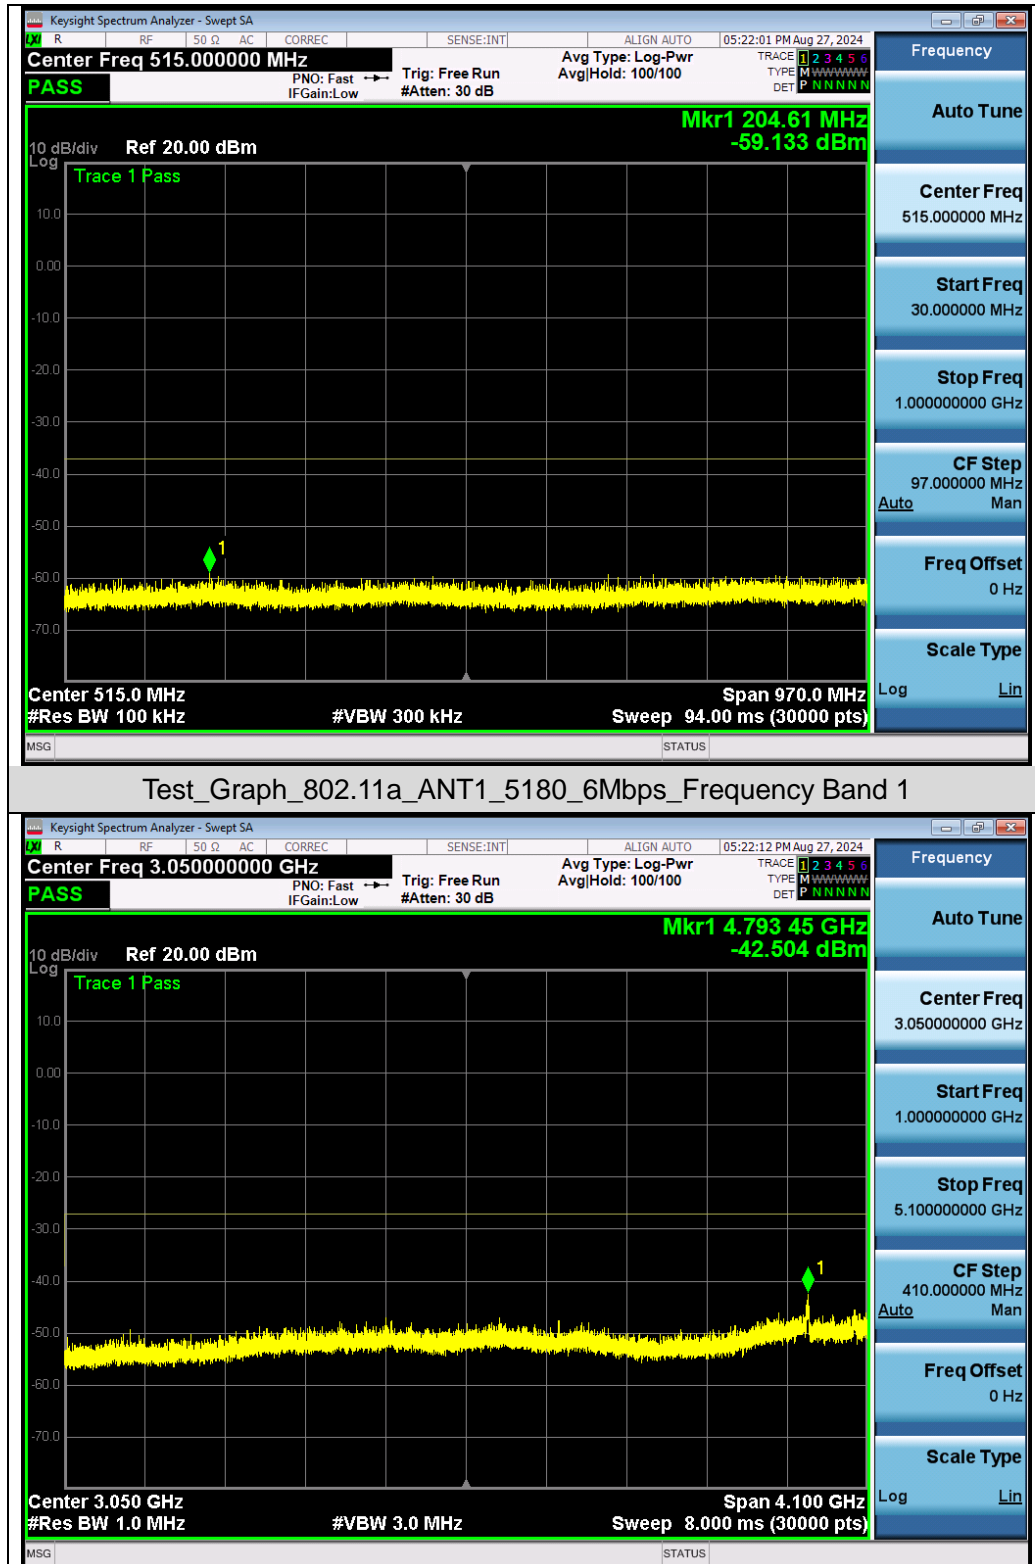 Keysight Spectrum Analyzer - Swept SA
LXI R RF 50 Ω AC CORREC SENSE:INT ALIGN AUTO 05:22:01 PM Aug 27, 2024
Center Freq 515.000000 MHz
PASS
PNO: Fast
IFGain:Low
Trig: Free Run
#Atten: 30 dB
Avg Type: Log-Pwr
Avg|Hold: 100/100
TRACE 1 2 3 4 5 6
TYPE M W W W W W
DET P N N N N N
Mkr1 204.61 MHz
-59.133 dBm
10 dB/div Ref 20.00 dBm
Log
Trace 1 Pass
10.0
0.00
-10.0
-20.0
-30.0
-40.0
-50.0
1
-60.0
-70.0
Center 515.0 MHz Span 970.0 MHz
#Res BW 100 kHz #VBW 300 kHz Sweep 94.00 ms (30000 pts)
MSG STATUS
Frequency
Auto Tune
Center Freq
515.000000 MHz
Start Freq
30.000000 MHz
Stop Freq
1.000000000 GHz
CF Step
97.000000 MHz
Auto Man
Freq Offset
0 Hz
Scale Type
Log Lin
Test_Graph_802.11a_ANT1_5180_6Mbps_Frequency Band 1
Keysight Spectrum Analyzer - Swept SA
LXI R RF 50 Ω AC CORREC SENSE:INT ALIGN AUTO 05:22:12 PM Aug 27, 2024
Center Freq 3.050000000 GHz
PASS
PNO: Fast
IFGain:Low
Trig: Free Run
#Atten: 30 dB
Avg Type: Log-Pwr
Avg|Hold: 100/100
TRACE 1 2 3 4 5 6
TYPE M W W W W W
DET P N N N N N
Mkr1 4.793 45 GHz
-42.504 dBm
10 dB/div Ref 20.00 dBm
Log
Trace 1 Pass
10.0
0.00
-10.0
-20.0
-30.0
1
-40.0
-50.0
-60.0
-70.0
Center 3.050 GHz Span 4.100 GHz
#Res BW 1.0 MHz #VBW 3.0 MHz Sweep 8.000 ms (30000 pts)
MSG STATUS
Frequency
Auto Tune
Center Freq
3.050000000 GHz
Start Freq
1.000000000 GHz
Stop Freq
5.100000000 GHz
CF Step
410.000000 MHz
Auto Man
Freq Offset
0 Hz
Scale Type
Log Lin